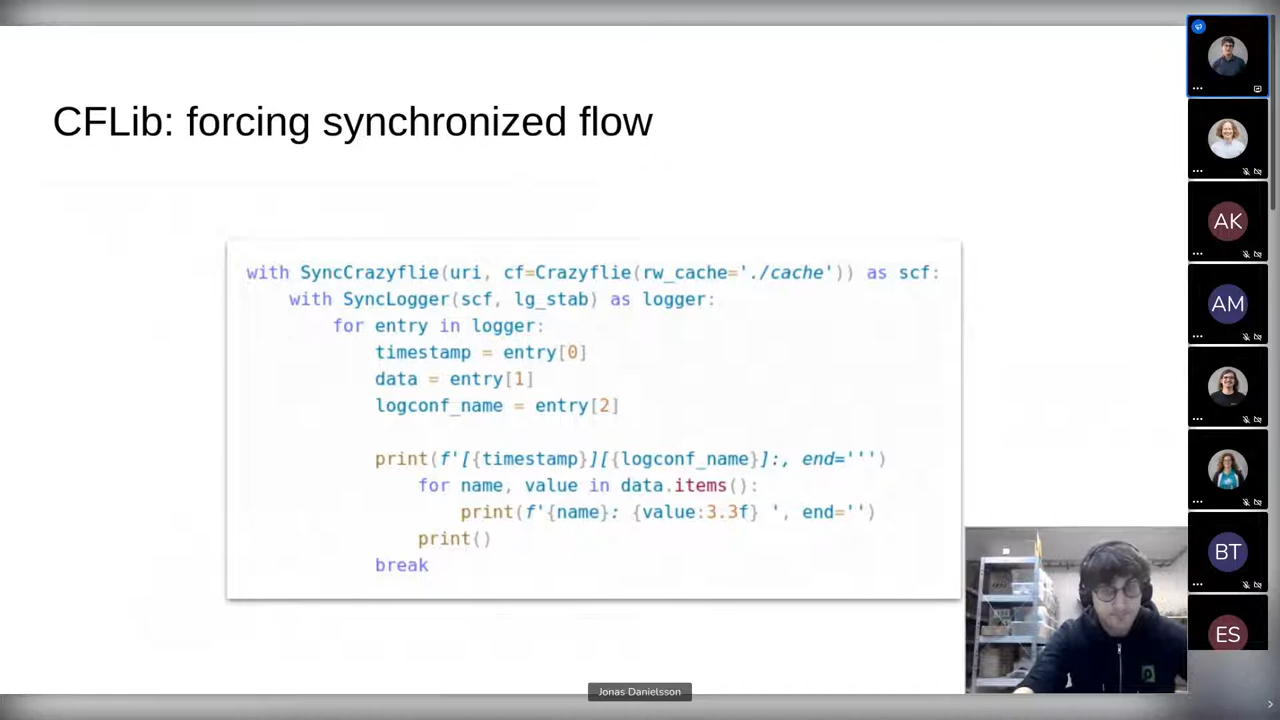 CFLib: forcing synchronized flow
with SyncCrazyflie(uri, cf=Crazyflie(rw_cache='./cache')) as scf:
    with SyncLogger(scf, lg_stab) as logger:
        for entry in logger:
            timestamp = entry[0]
            data = entry[1]
            logconf_name = entry[2]
            print(f'[{timestamp}][{logconf_name}]:, end=''')
                for name, value in data.items():
                    print(f'{name}: {value:3.3f} ', end='')
                print()
            break
AK
AM
BT
ES
Jonas Danielsson